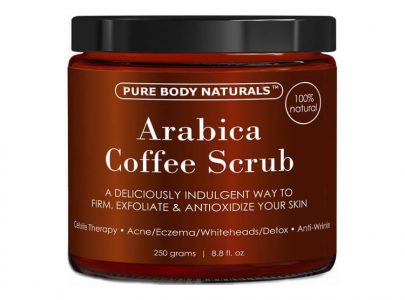 PURE BODY NATURALS™
100%
natural
Arabica
Coffee Scrub
A DELICIOUSLY INDULGENT WAY TO
FIRM, EXFOLIATE & ANTIOXIDIZE YOUR SKIN
Cellulite Therapy • Acne/Eczema/Whiteheads/Detox • Anti-Wrinkle
250 grams | 8.8 fl. oz